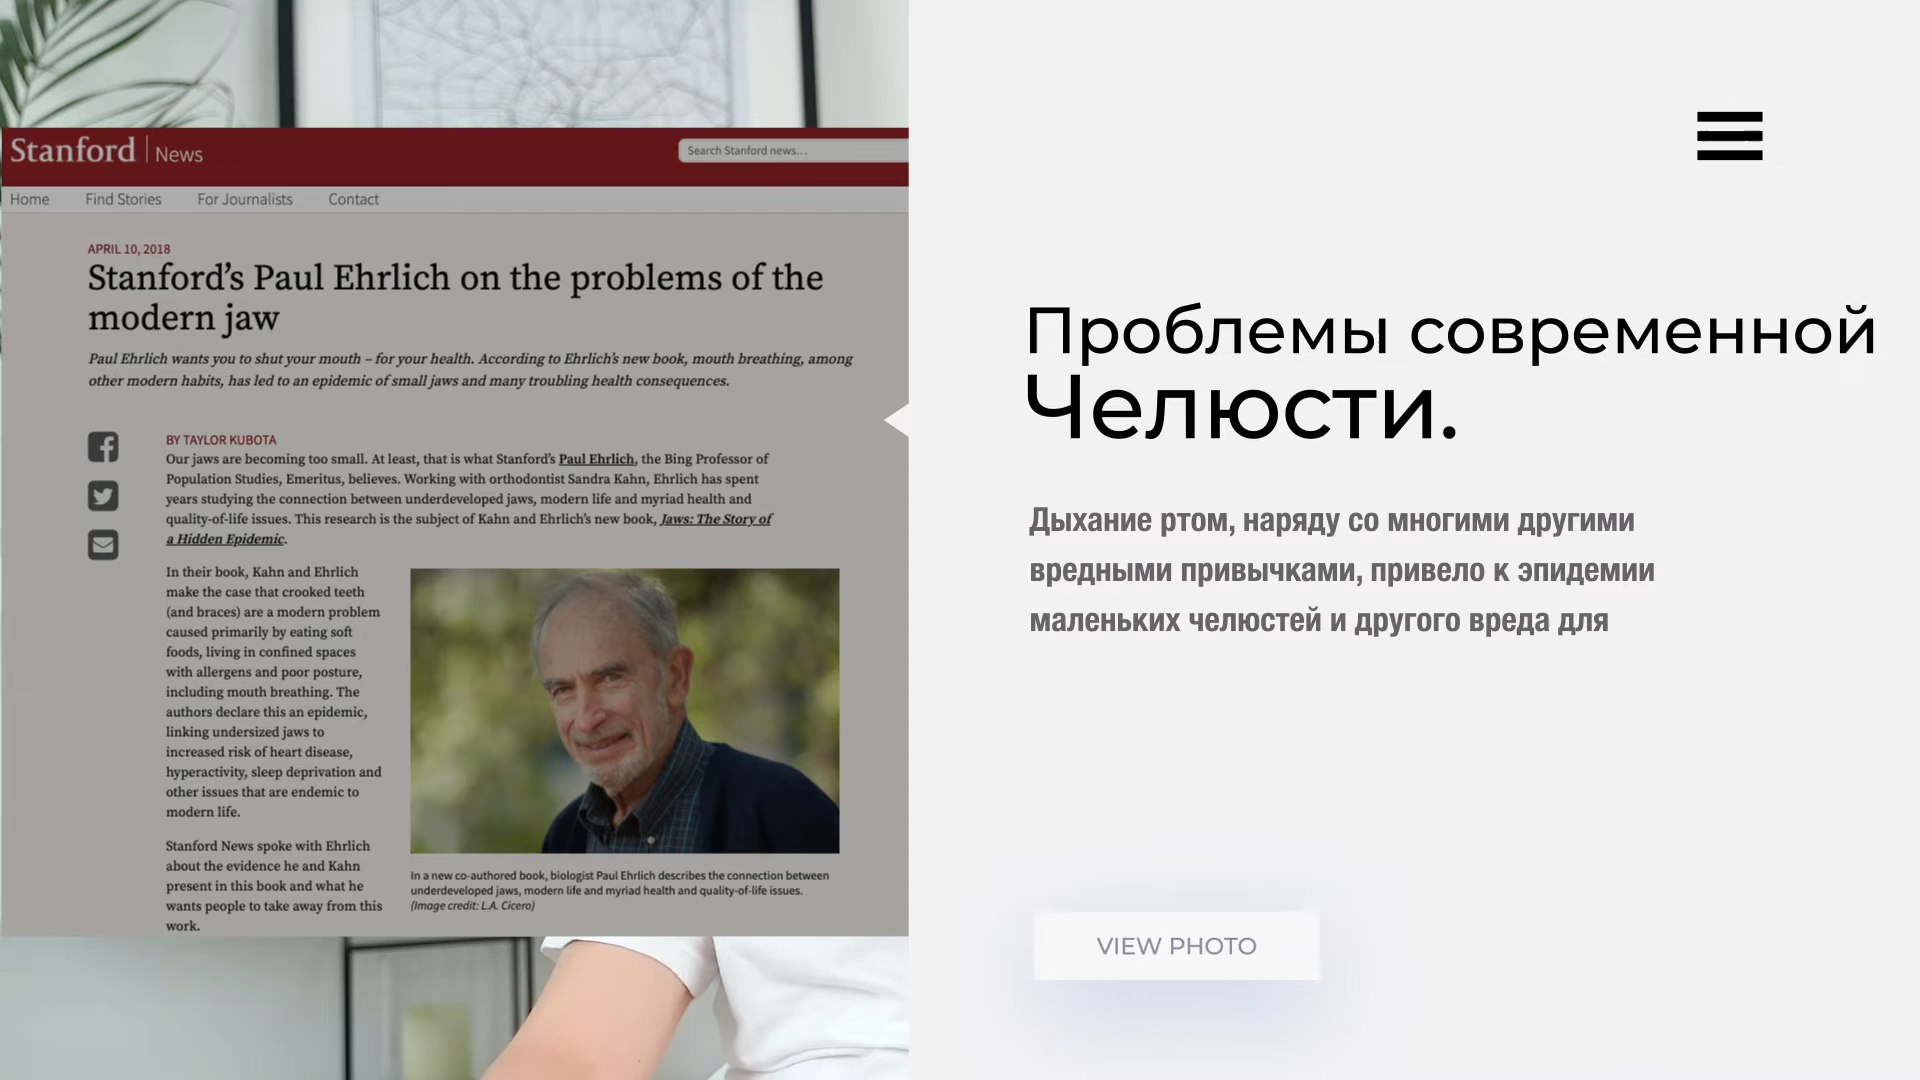 Stanford News
Search Stanford news...
Home Find Stories For Journalists Contact
APRIL 10, 2018
Stanford's Paul Ehrlich on the problems of the
modern jaw
Paul Ehrlich wants you to shut your mouth – for your health. According to Ehrlich's new book, mouth breathing, among
other modern habits, has led to an epidemic of small jaws and many troubling health consequences.
BY TAYLOR KUBOTA
Our jaws are becoming too small. At least, that is what Stanford's Paul Ehrlich, the Bing Professor of
Population Studies, Emeritus, believes. Working with orthodontist Sandra Kahn, Ehrlich has spent
years studying the connection between underdeveloped jaws, modern life and myriad health and
quality-of-life issues. This research is the subject of Kahn and Ehrlich's new book, Jaws: The Story of
a Hidden Epidemic.
In their book, Kahn and Ehrlich
make the case that crooked teeth
(and braces) are a modern problem
caused primarily by eating soft
foods, living in confined spaces
with allergens and poor posture,
including mouth breathing. The
authors declare this an epidemic,
linking undersized jaws to
increased risk of heart disease,
hyperactivity, sleep deprivation and
other issues that are endemic to
modern life.
Stanford News spoke with Ehrlich
about the evidence he and Kahn
present in this book and what he
wants people to take away from this
work.
In a new co-authored book, biologist Paul Ehrlich describes the connection between
underdeveloped jaws, modern life and myriad health and quality-of-life issues.
(Image credit: L.A. Cicero)
Проблемы современной
Челюсти.
Дыхание ртом, наряду со многими другими
вредными привычками, привело к эпидемии
маленьких челюстей и другого вреда для
VIEW PHOTO